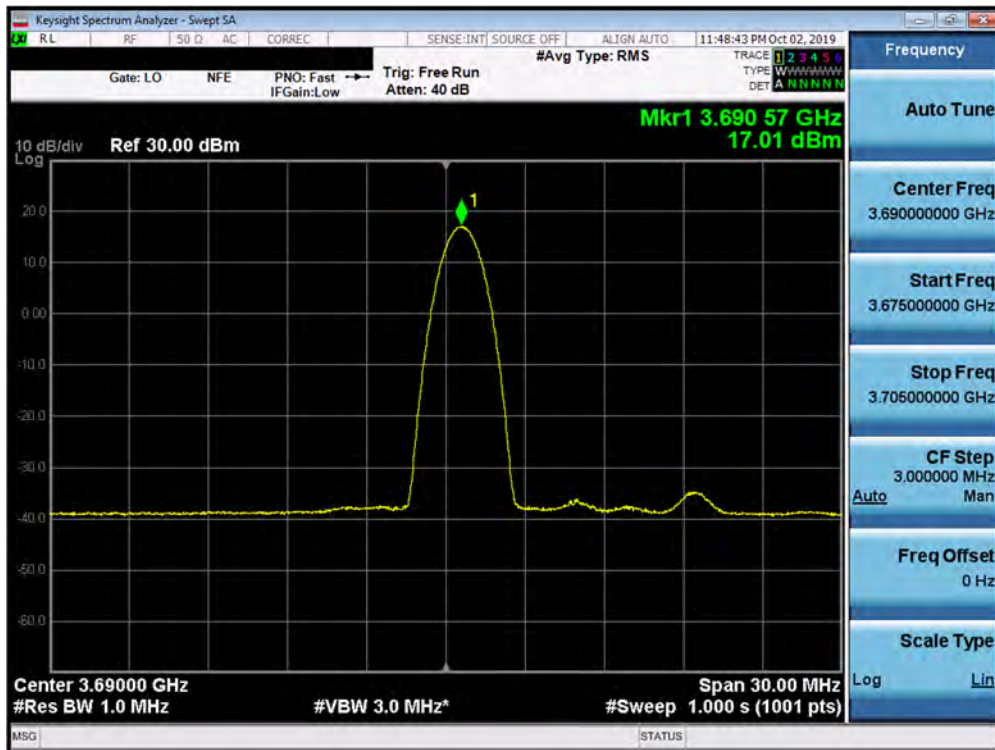 Keysight Spectrum Analyzer - Swept SA
RL RF 50 Ω AC CORREC SENSE:INT SOURCE OFF ALIGN AUTO 11:48:43 PM Oct 02, 2019
#Avg Type: RMS TRACE 1 2 3 4 5 6
Gate: LO NFE PNO: Fast Trig: Free Run TYPE WWWWWW
IFGain:Low Atten: 40 dB DET A N N N N N
Mkr1 3.690 57 GHz
17.01 dBm
10 dB/div Ref 30.00 dBm
Log
1
20.0
10.0
0.00
-10.0
-20.0
-30.0
-40.0
-50.0
-60.0
Center 3.69000 GHz Span 30.00 MHz
#Res BW 1.0 MHz #VBW 3.0 MHz* #Sweep 1.000 s (1001 pts)
MSG STATUS
Frequency
Auto Tune
Center Freq
3.690000000 GHz
Start Freq
3.675000000 GHz
Stop Freq
3.705000000 GHz
CF Step
3.000000 MHz
Auto Man
Freq Offset
0 Hz
Scale Type
Log Lin